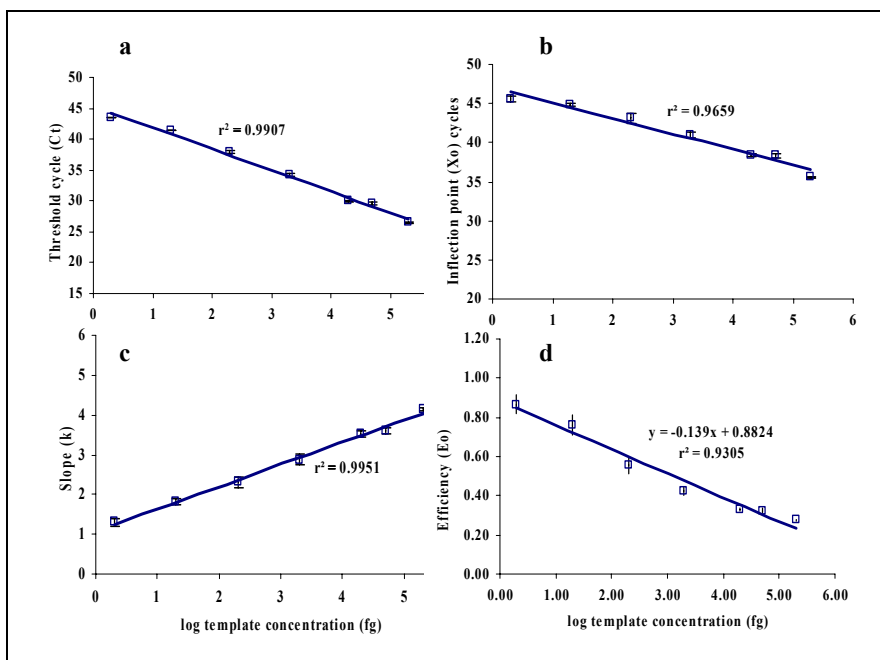 a
50
45
40
35
30
25
20
15
0 1 2 3 4 5
Threshold cycle (Ct)
r² = 0.9907
b
50
45
40
35
30
25
20
0 1 2 3 4 5 6
Inflection point (Xo) cycles
r² = 0.9659
c
6
5
4
3
2
1
0
0 1 2 3 4 5
Slope (k)
r² = 0.9951
log template concentration (fg)
d
1.20
1.00
0.80
0.60
0.40
0.20
0.00
0.00 1.00 2.00 3.00 4.00 5.00 6.00
Efficiency (Eo)
y = -0.139x + 0.8824
r² = 0.9305
log template concentration (fg)